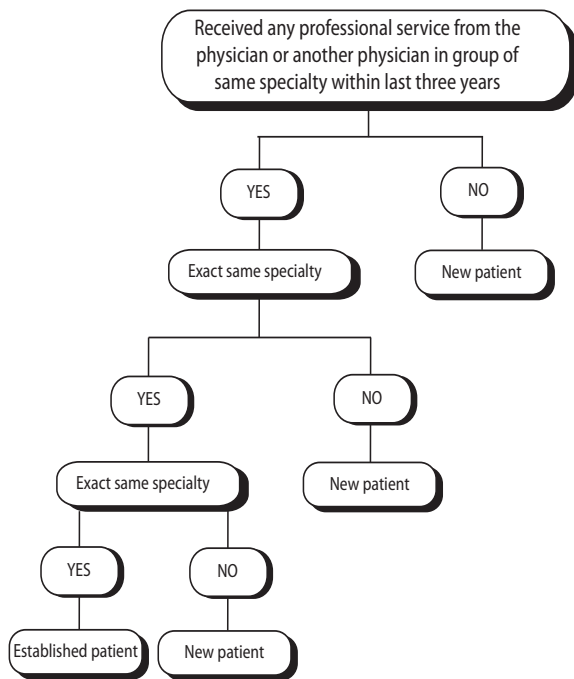 Received any professional service from the
physician or another physician in group of
same specialty within last three years
YES
NO
Exact same specialty
New patient
YES
NO
Exact same specialty
New patient
YES
NO
Established patient
New patient